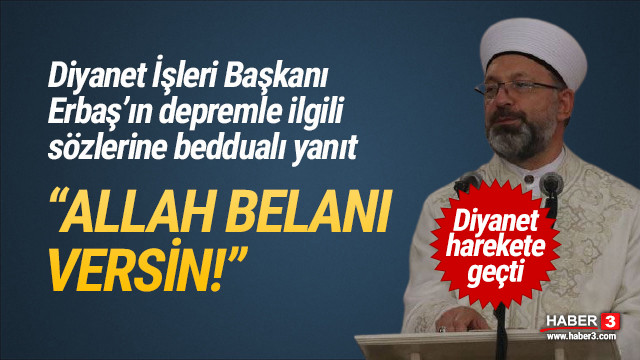 Diyanet İşleri Başkanı
Erbaş’ın depremle ilgili
sözlerine beddualı yanıt
“ALLAH BELANI
VERSİN!”
Diyanet
harekete
geçti
HABER 3
www.haber3.com